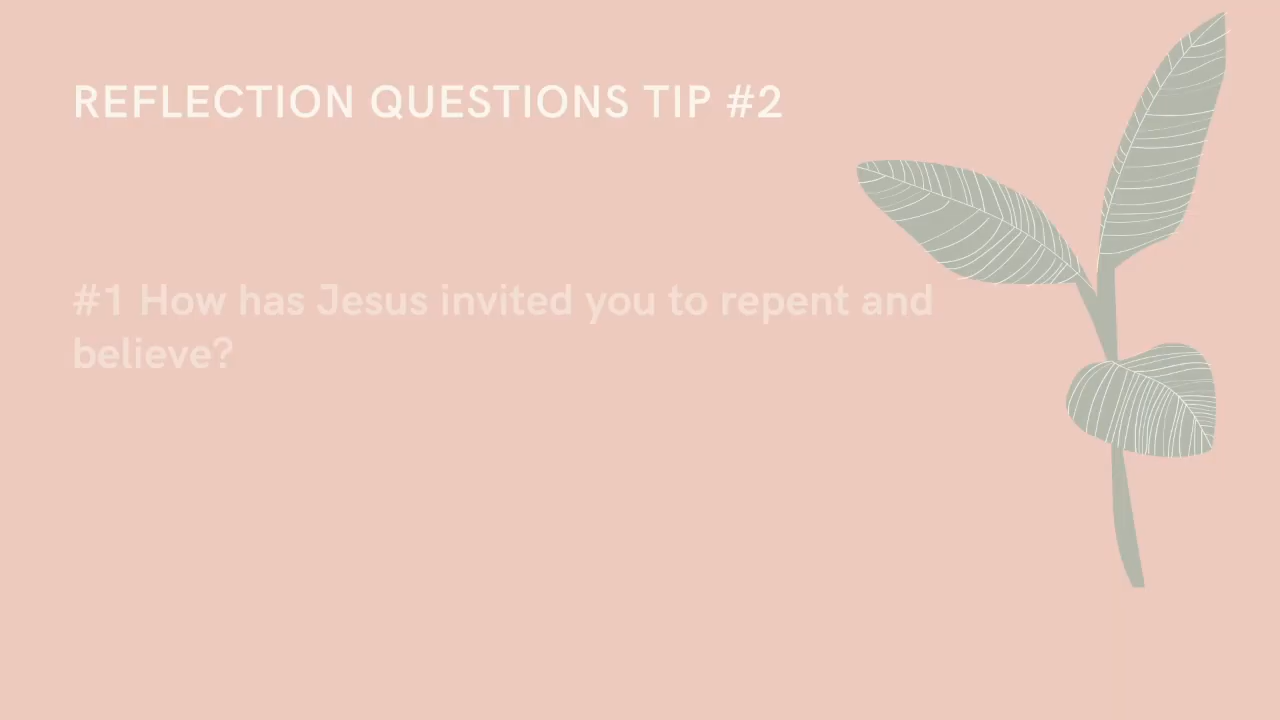 REFLECTION QUESTIONS TIP #2
#1 How has Jesus invited you to repent and
believe?